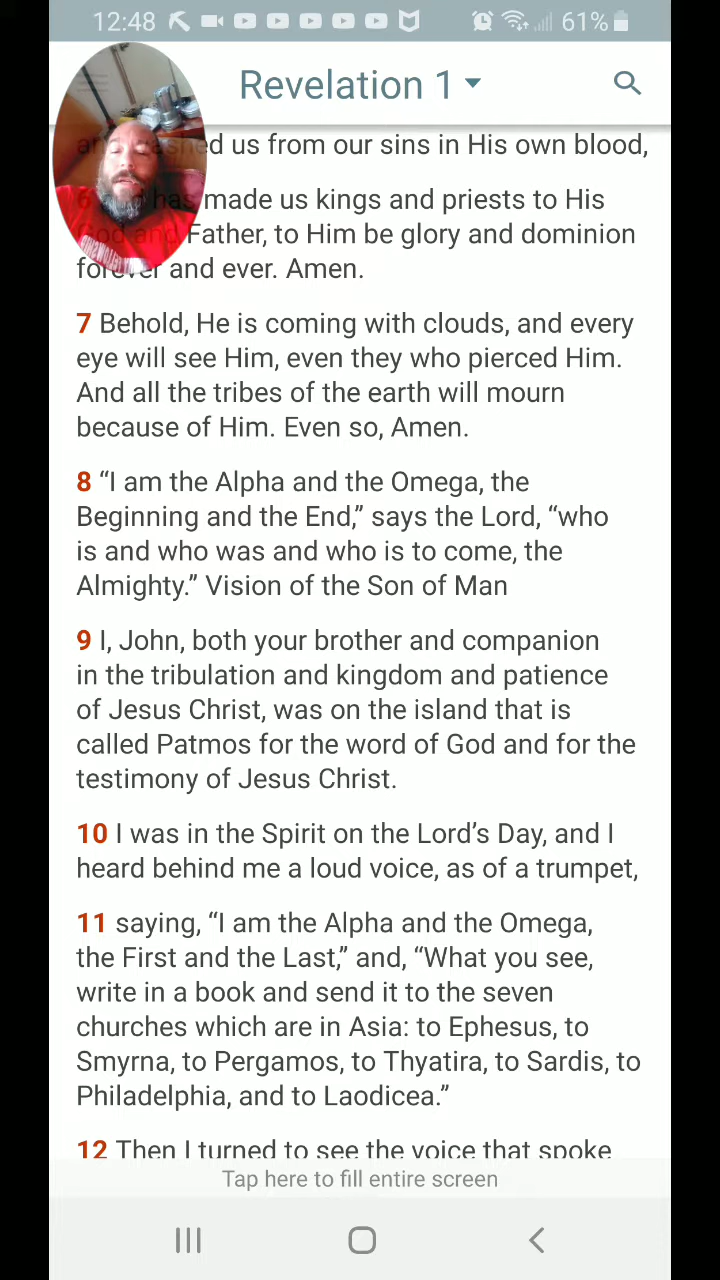 12:48 61%
Revelation 1
us from our sins in His own blood,
has made us kings and priests to His
God and Father, to Him be glory and dominion
forever and ever. Amen.
7 Behold, He is coming with clouds, and every
eye will see Him, even they who pierced Him.
And all the tribes of the earth will mourn
because of Him. Even so, Amen.
8 “I am the Alpha and the Omega, the
Beginning and the End,” says the Lord, “who
is and who was and who is to come, the
Almighty.” Vision of the Son of Man
9 I, John, both your brother and companion
in the tribulation and kingdom and patience
of Jesus Christ, was on the island that is
called Patmos for the word of God and for the
testimony of Jesus Christ.
10 I was in the Spirit on the Lord’s Day, and I
heard behind me a loud voice, as of a trumpet,
11 saying, “I am the Alpha and the Omega,
the First and the Last,” and, “What you see,
write in a book and send it to the seven
churches which are in Asia: to Ephesus, to
Smyrna, to Pergamos, to Thyatira, to Sardis, to
Philadelphia, and to Laodicea.”
12 Then I turned to see the voice that spoke
Tap here to fill entire screen